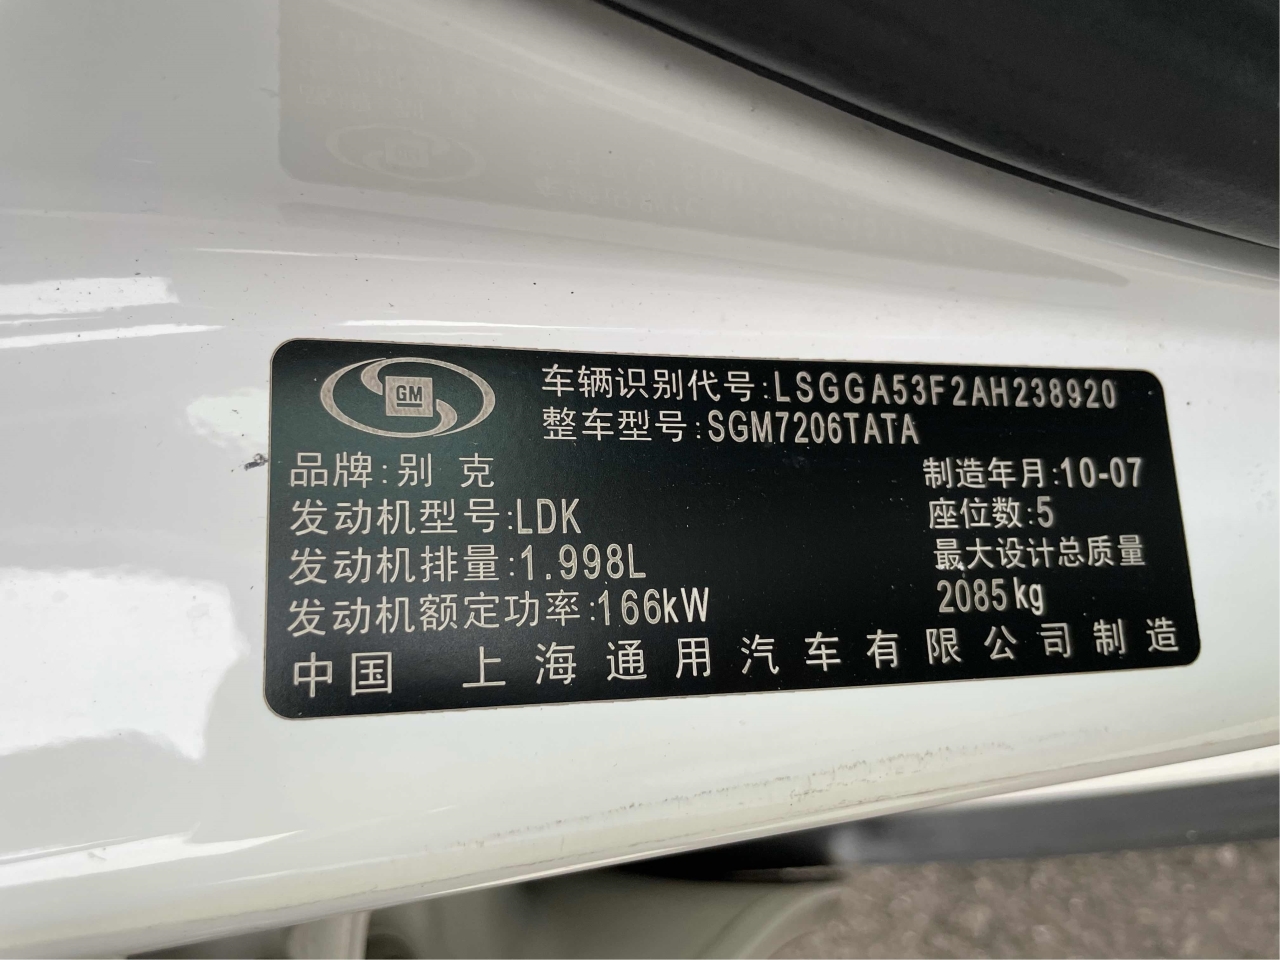 GM
车辆识别代号:LSGGA53F2AH238920
整车型号:SGM7206TATA
品牌:别克
制造年月:10-07
发动机型号:LDK
座位数:5
发动机排量:1.998L
最大设计总质量
2085kg
发动机额定功率:166kW
中国 上海通用汽车有限公司制造